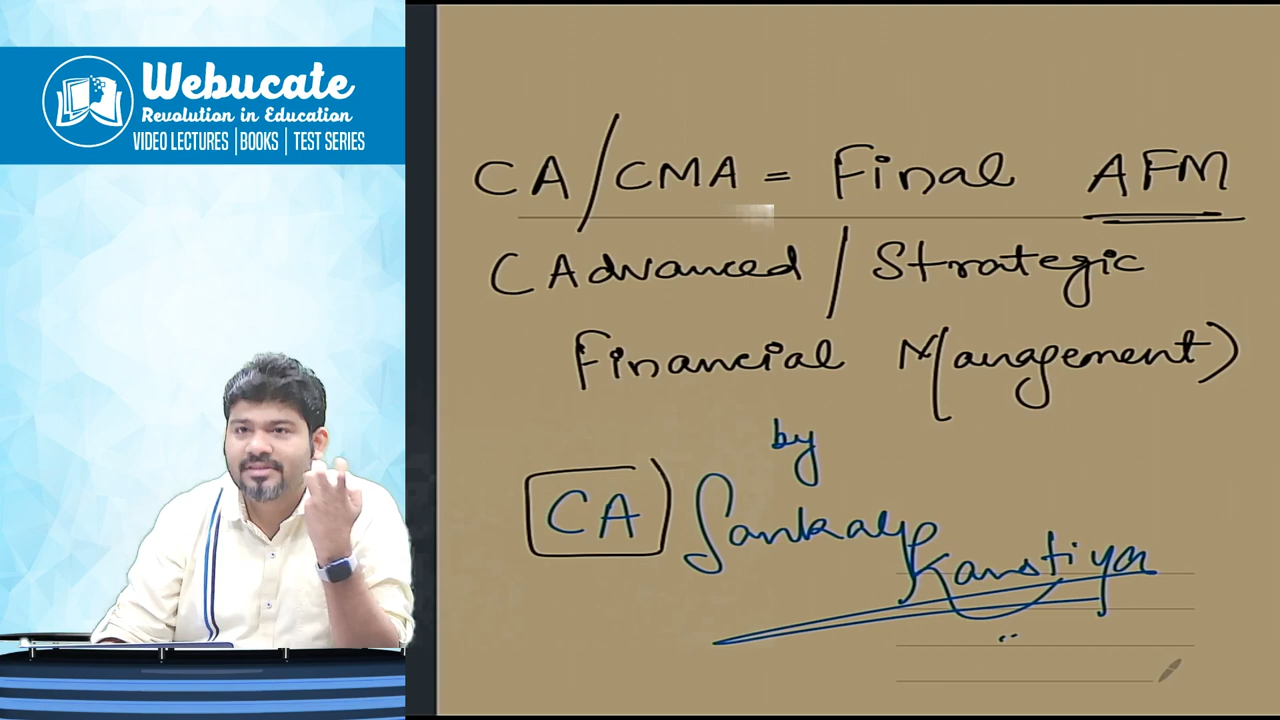 Webucate
Revolution in Education
VIDEO LECTURES | BOOKS | TEST SERIES
CA/CMA = Final AFM
(Advanced / Strategic
Financial Management)
by
CA Sankalp
Kanstiya